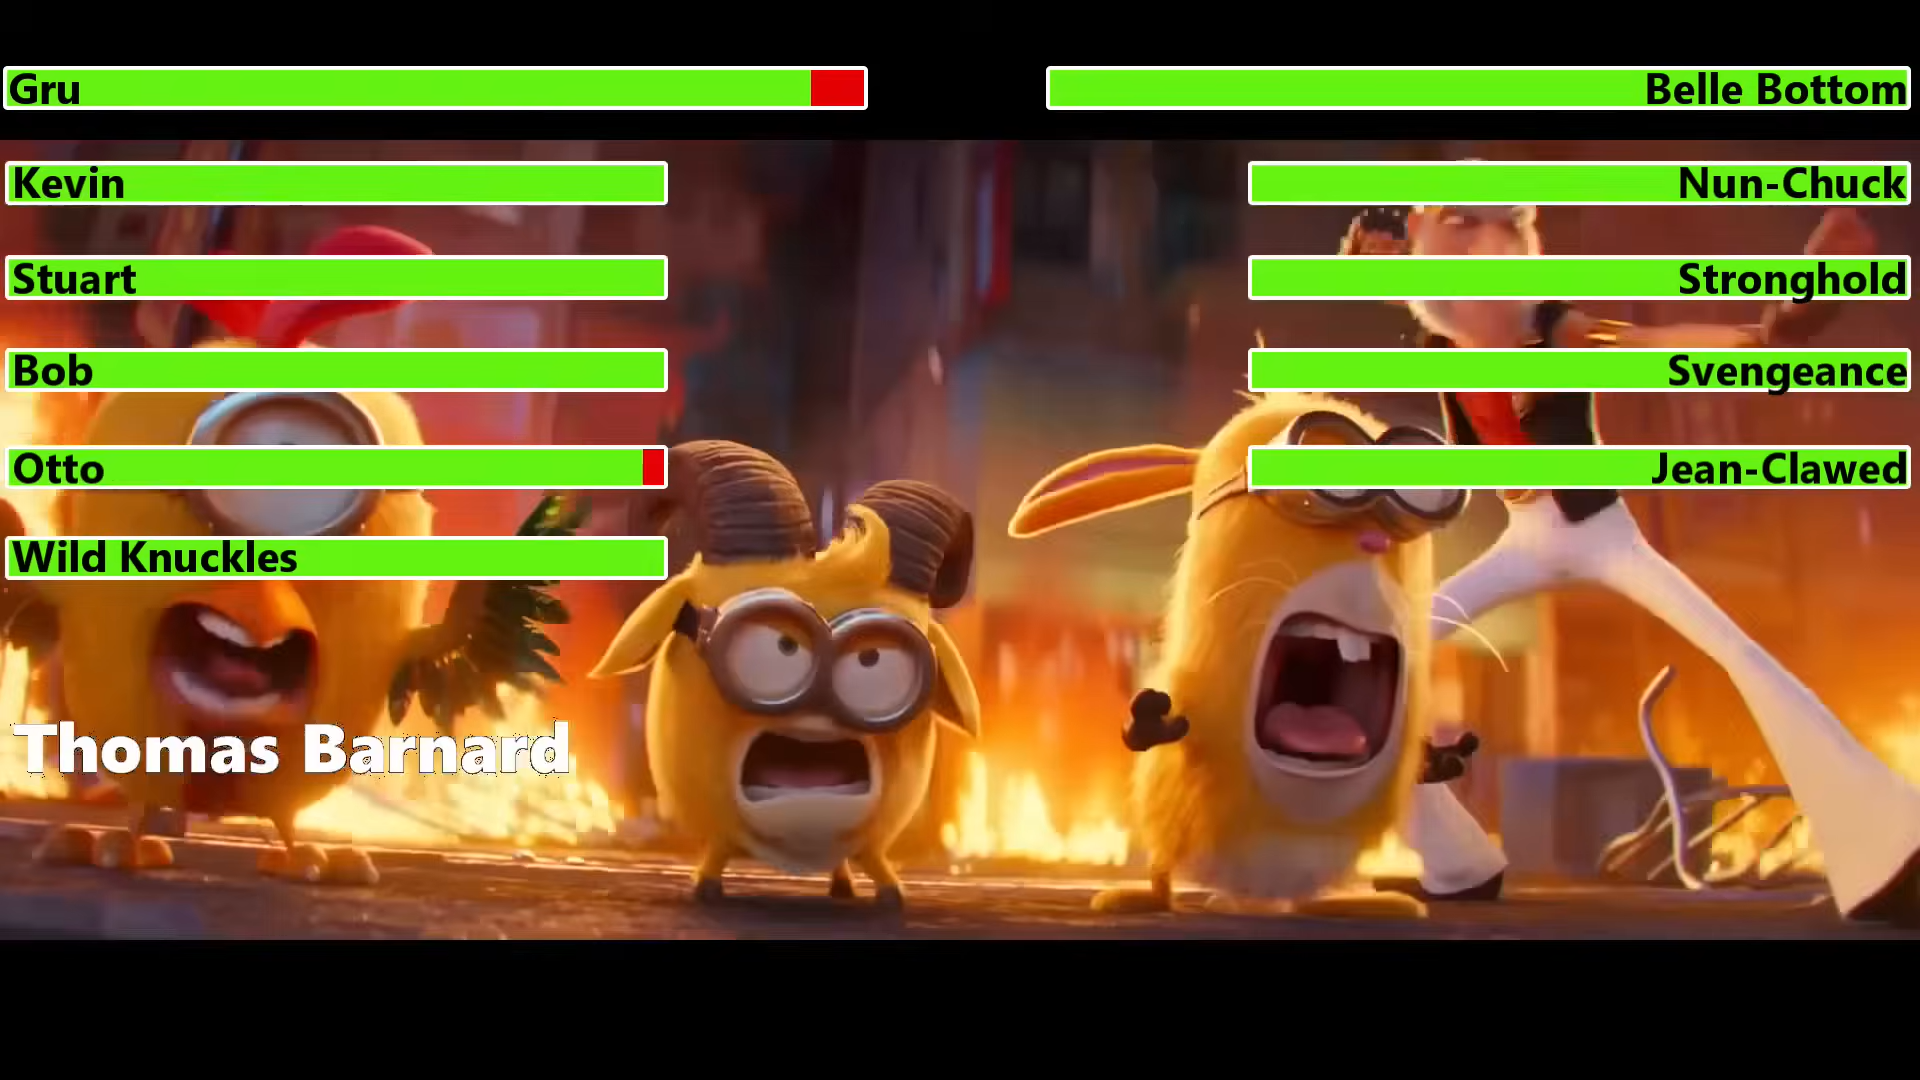 Gru
Belle Bottom
Kevin
Nun-Chuck
Stuart
Stronghold
Bob
Svengeance
Otto
Jean-Clawed
Wild Knuckles
Thomas Barnard